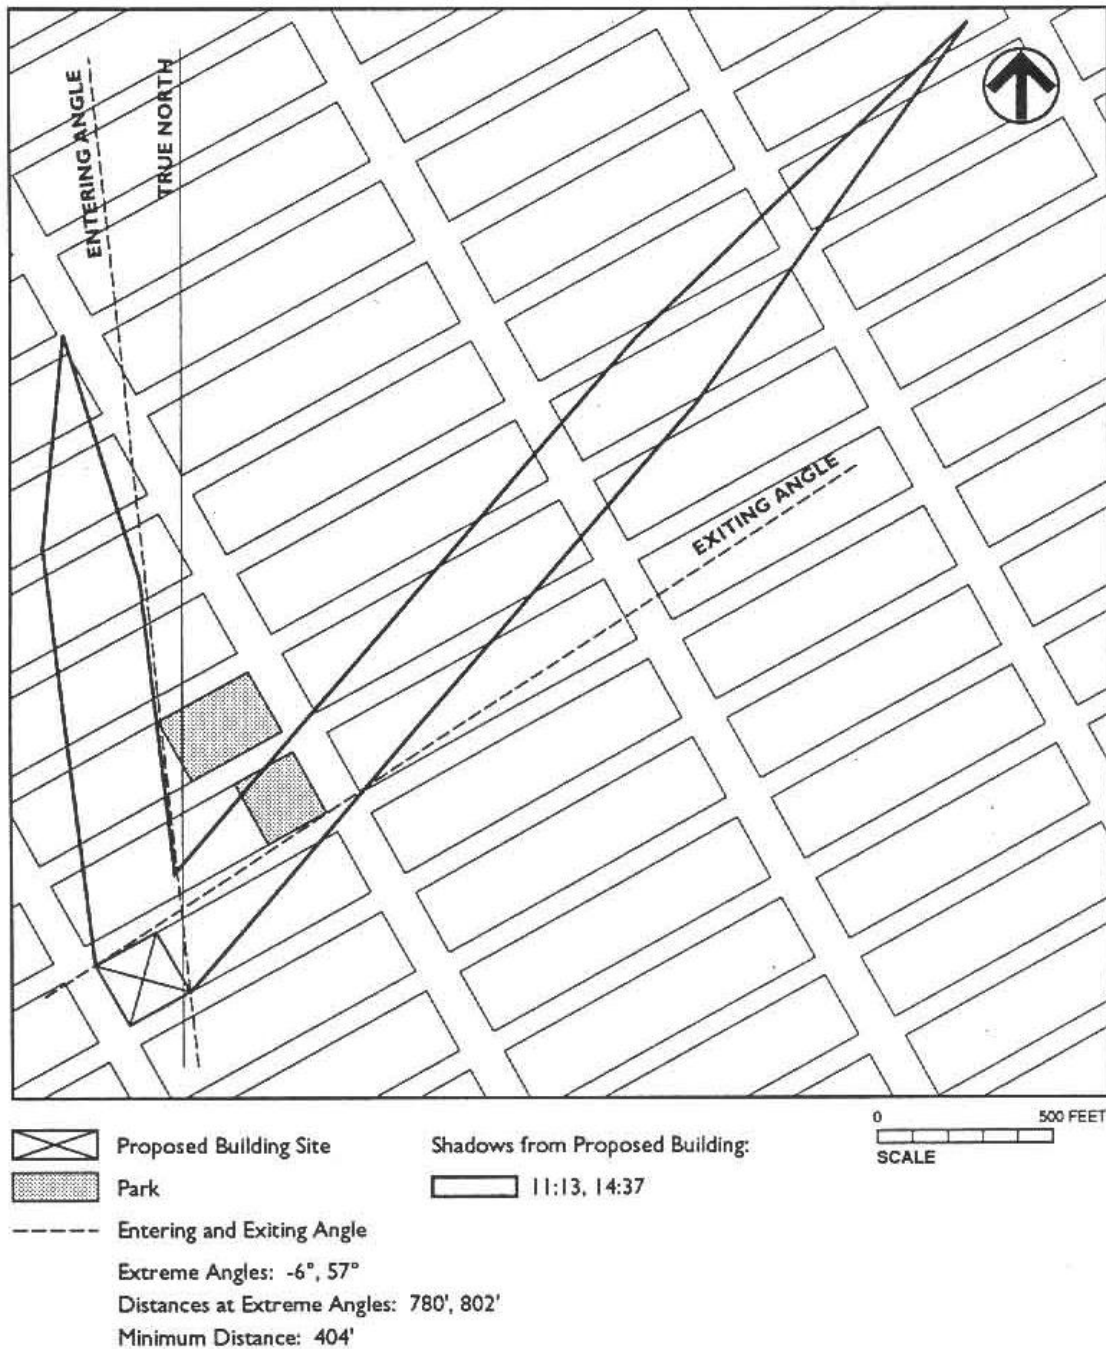 ENTERING ANGLE
TRUE NORTH
EXITING ANGLE
0 500 FEET
SCALE
Proposed Building Site
Park
Entering and Exiting Angle
Extreme Angles: -6°, 57°
Distances at Extreme Angles: 780', 802'
Minimum Distance: 404'
Shadows from Proposed Building:
11:13, 14:37